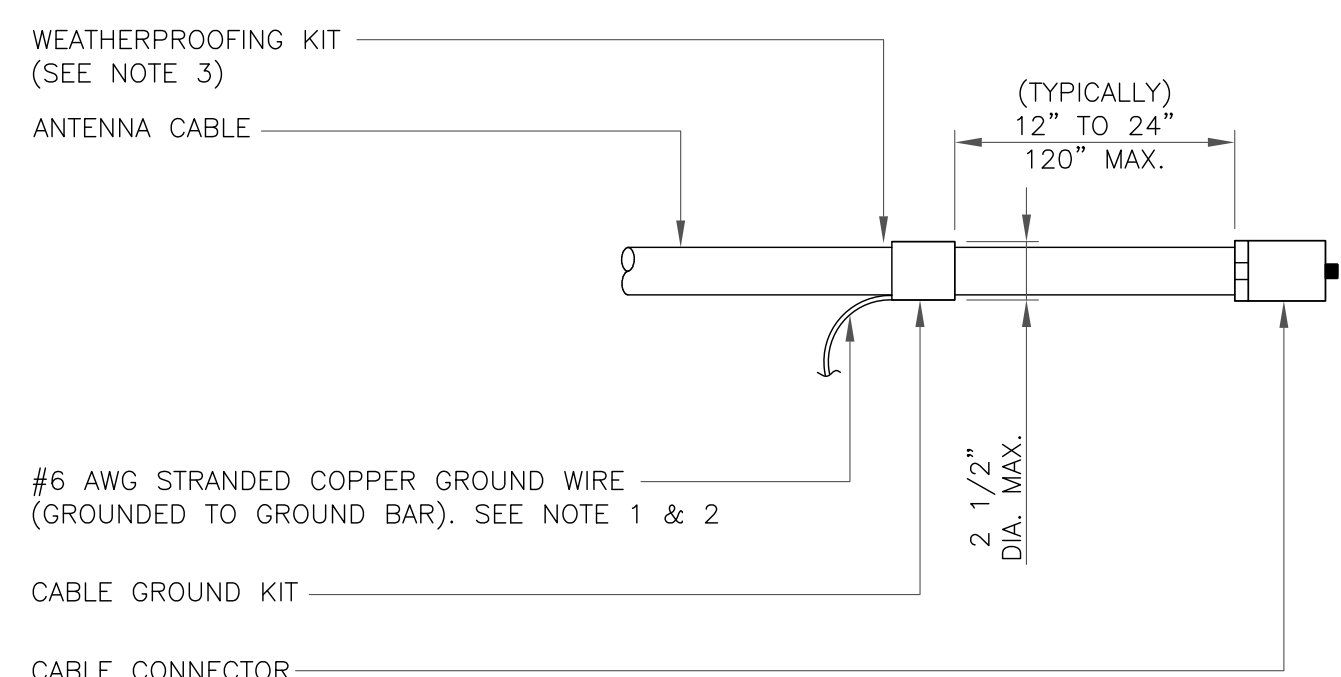 WEATHERPROOFING KIT
(SEE NOTE 3)
ANTENNA CABLE
(TYPICALLY)
12” TO 24”
120” MAX.
#6 AWG STRANDED COPPER GROUND WIRE
(GROUNDED TO GROUND BAR). SEE NOTE 1 & 2
2 1/2”
DIA. MAX.
CABLE GROUND KIT
CABLE CONNECTOR